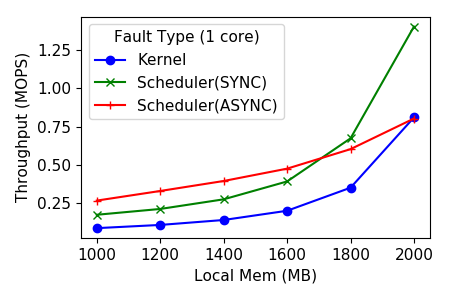 Fault Type (1 core)
Kernel
Scheduler(SYNC)
Scheduler(ASYNC)
Throughput (MOPS)
1.25
1.00
0.75
0.50
0.25
1000 1200 1400 1600 1800 2000
Local Mem (MB)